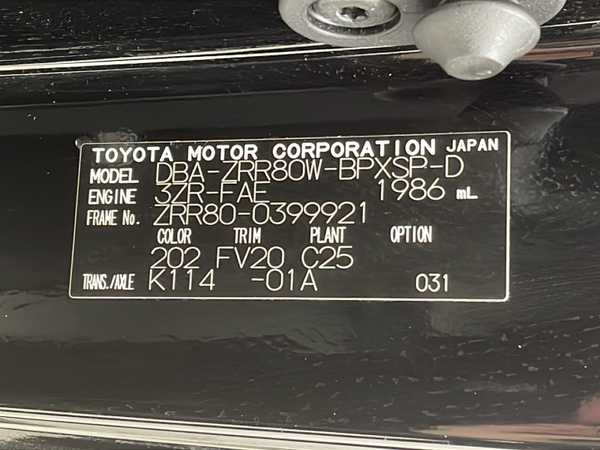 TOYOTA MOTOR CORPORATION JAPAN
MODEL DBA-ZRR80W-BPXSP-D
ENGINE 3ZR-FAE 1986 mL
FRAME No. ZRR80-0399921
COLOR TRIM PLANT OPTION
202 FV20 C25
TRANS./AXLE K114 -01A 031